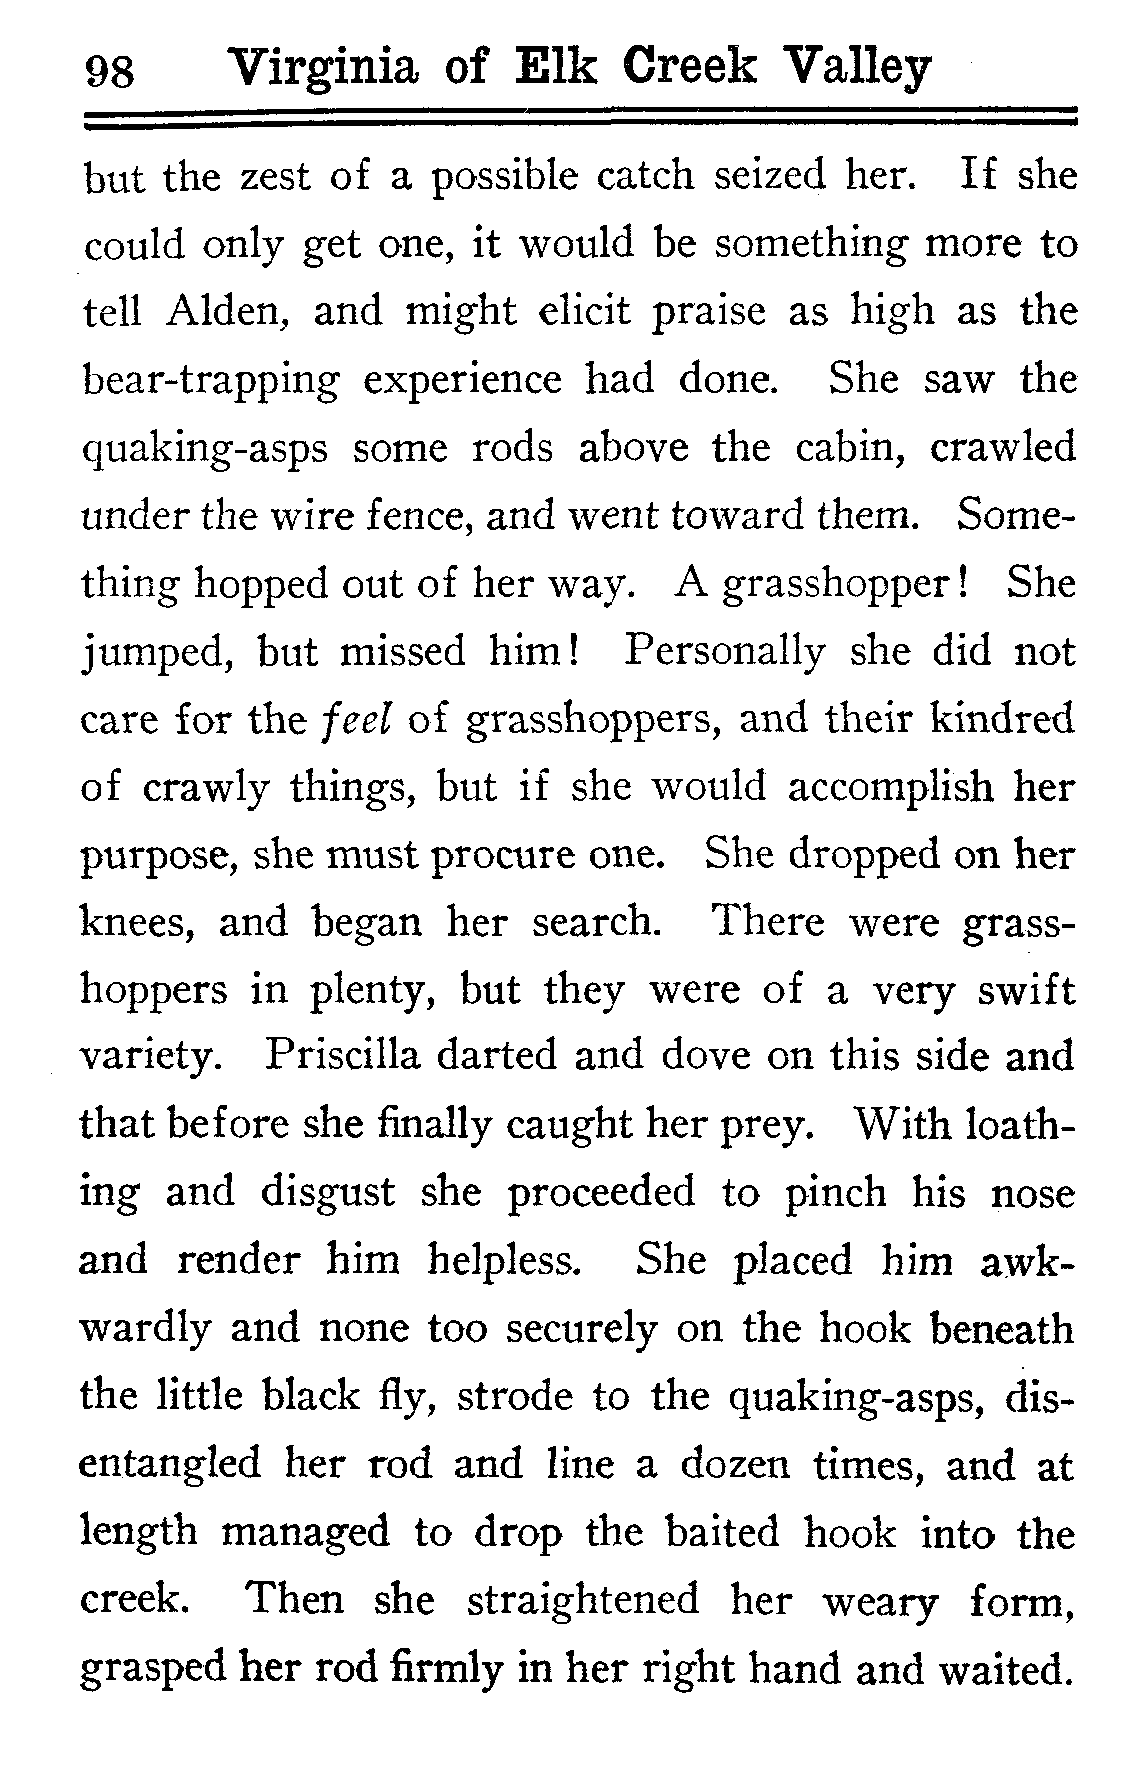 98 Virginia of Elk Creek Valley
but the zest of a possible catch seized her. If she
could only get one, it would be something more to
tell Alden, and might elicit praise as high as the
bear-trapping experience had done. She saw the
quaking-asps some rods above the cabin, crawled
under the wire fence, and went toward them. Some-
thing hopped out of her way. A grasshopper! She
jumped, but missed him! Personally she did not
care for the feel of grasshoppers, and their kindred
of crawly things, but if she would accomplish her
purpose, she must procure one. She dropped on her
knees, and began her search. There were grass-
hoppers in plenty, but they were of a very swift
variety. Priscilla darted and dove on this side and
that before she finally caught her prey. With loath-
ing and disgust she proceeded to pinch his nose
and render him helpless. She placed him awk-
wardly and none too securely on the hook beneath
the little black fly, strode to the quaking-asps, dis-
entangled her rod and line a dozen times, and at
length managed to drop the baited hook into the
creek. Then she straightened her weary form,
grasped her rod firmly in her right hand and waited.